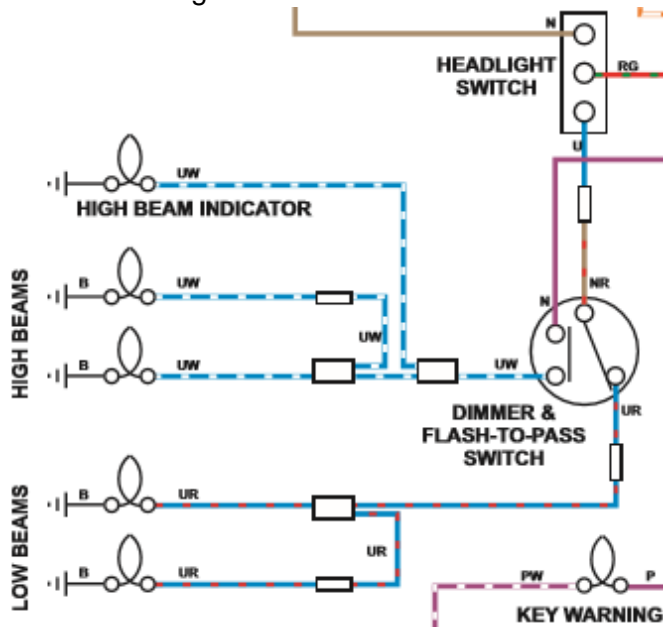 N
HEADLIGHT
SWITCH
RG
U
UW
HIGH BEAM INDICATOR
HIGH BEAMS
B
UW
UW
B
UW
UW
N
NR
DIMMER &
FLASH-TO-PASS
SWITCH
UR
LOW BEAMS
B
UR
UR
B
UR
PW
P
KEY WARNING